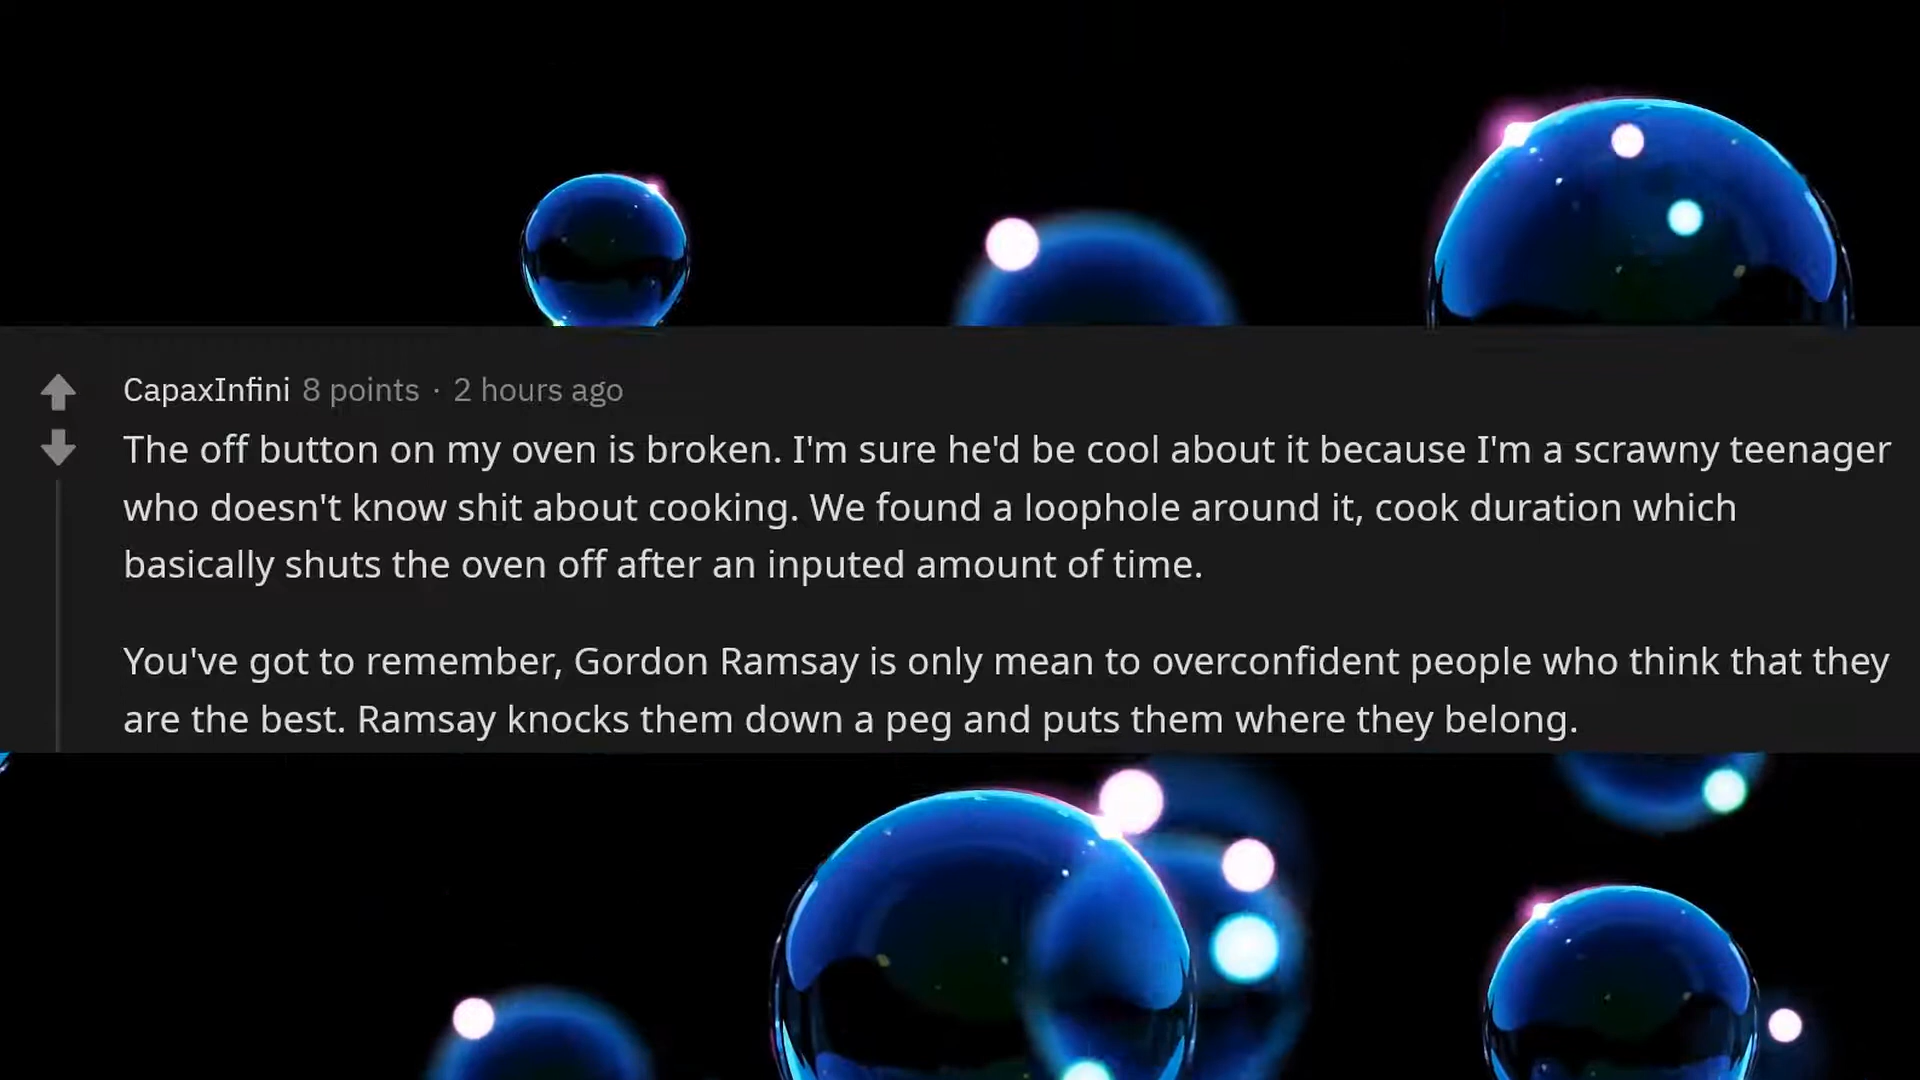 CapaxInfini 8 points · 2 hours ago
The off button on my oven is broken. I'm sure he'd be cool about it because I'm a scrawny teenager
who doesn't know shit about cooking. We found a loophole around it, cook duration which
basically shuts the oven off after an inputed amount of time.
You've got to remember, Gordon Ramsay is only mean to overconfident people who think that they
are the best. Ramsay knocks them down a peg and puts them where they belong.